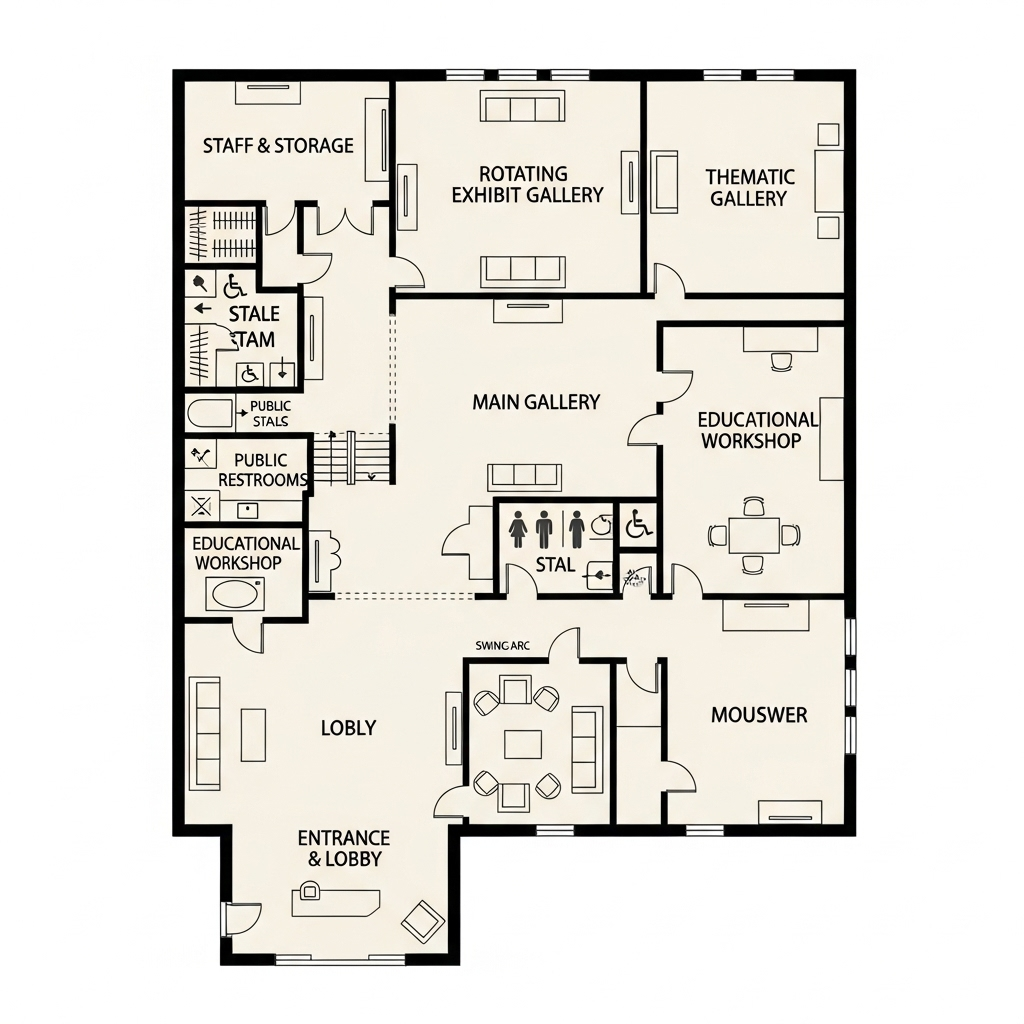 STAFF & STORAGE
ROTATING
EXHIBIT GALLERY
THEMATIC
GALLERY
STALE
TAM
PUBLIC
STALS
MAIN GALLERY
EDUCATIONAL
WORKSHOP
PUBLIC
RESTROOMS
EDUCATIONAL
WORKSHOP
STAL
SWING ARC
LOBLY
MOUSWER
ENTRANCE
& LOBBY